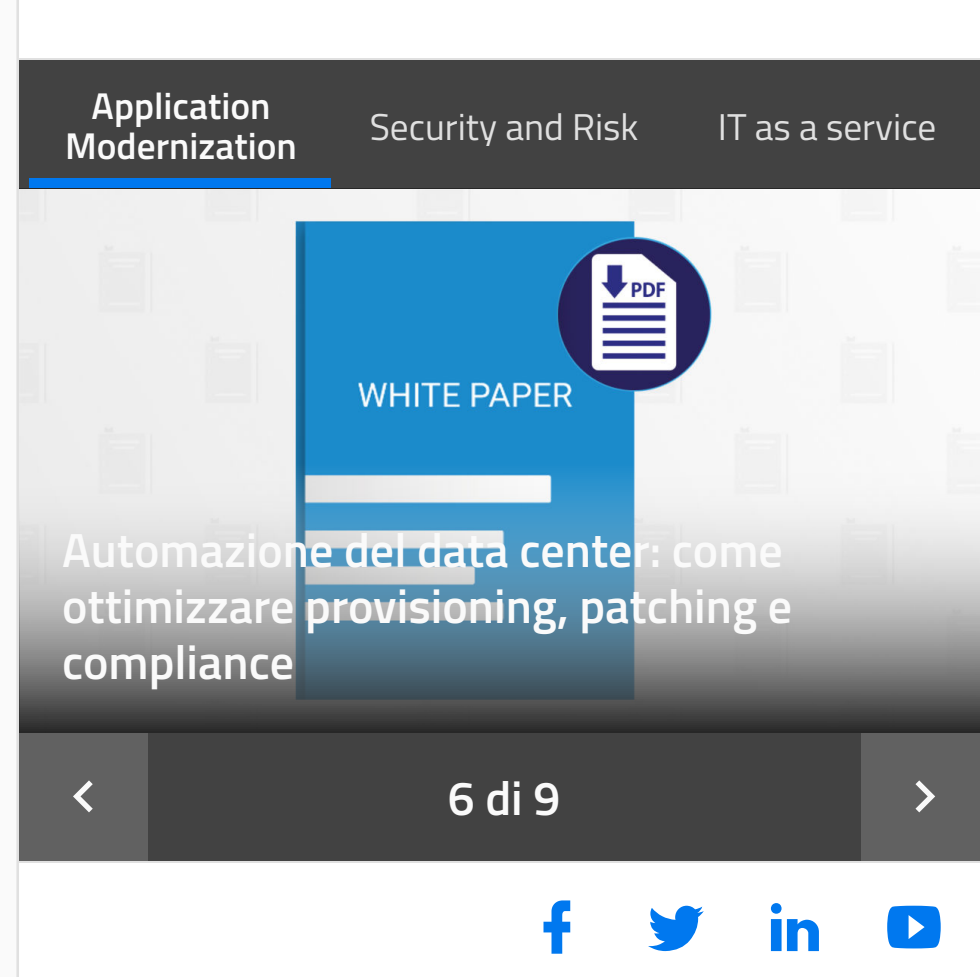 Application
Modernization
Security and Risk
IT as a service
PDF
WHITE PAPER
Automazione del data center: come
ottimizzare provisioning, patching e
compliance
6 di 9